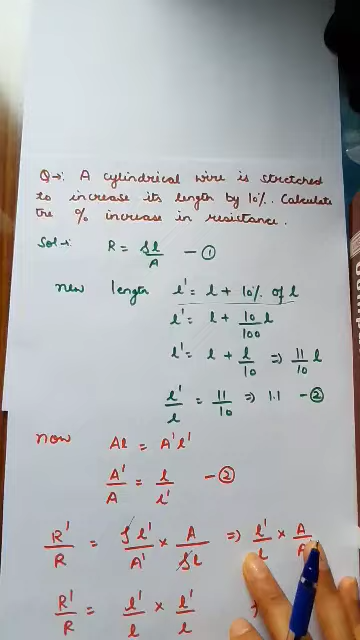 Q→: A cylindrical wire is stretched
to increase its length by 10%. Calculate
the % increase in resistance.
Sol→: R = ρl/A — ①
new length l' = l + 10% of l
l' = l + 10/100 l
l' = l + l/10 ⇒ 11/10 l
l'/l = 11/10 ⇒ 1.1 — ②
now Al = A'l'
A'/A = l/l' — ②
R'/R = ρl'/A' × A/ρl ⇒ l'/l × A/A'
R'/R = l'/l × l'/l